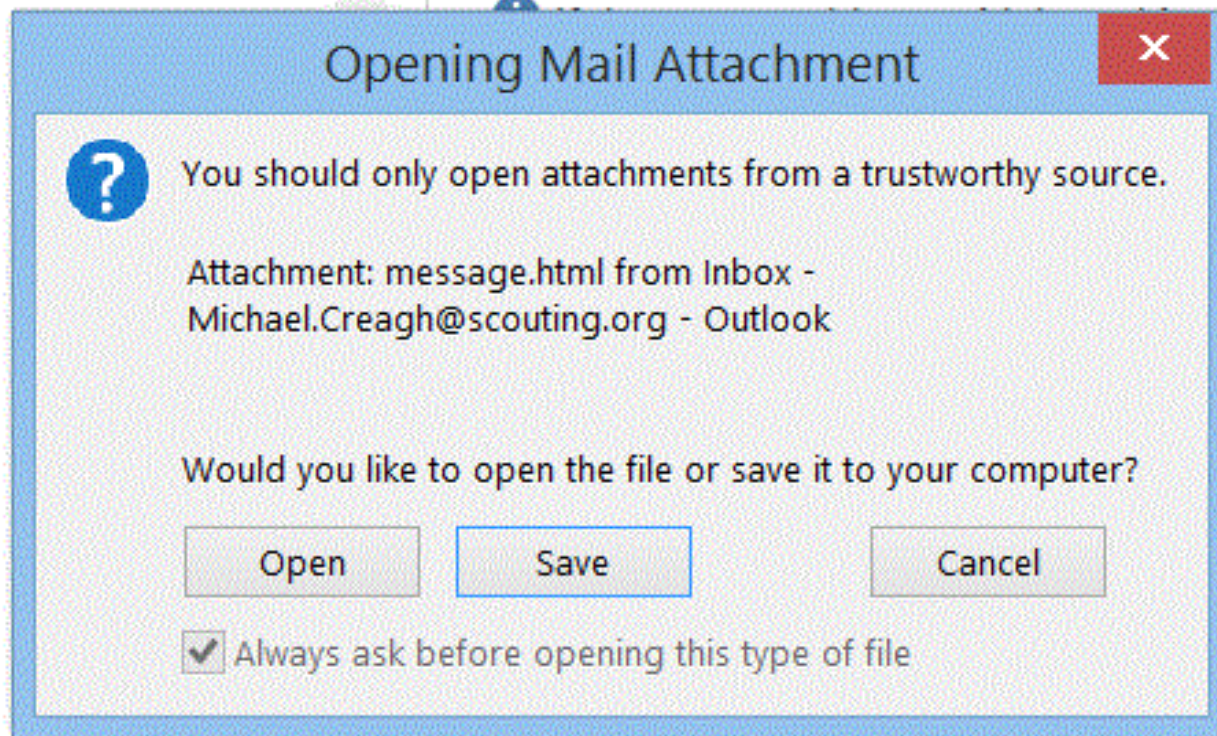 Opening Mail Attachment
You should only open attachments from a trustworthy source.
Attachment: message.html from Inbox -
Michael.Creagh@scouting.org - Outlook
Would you like to open the file or save it to your computer?
Open
Save
Cancel
Always ask before opening this type of file